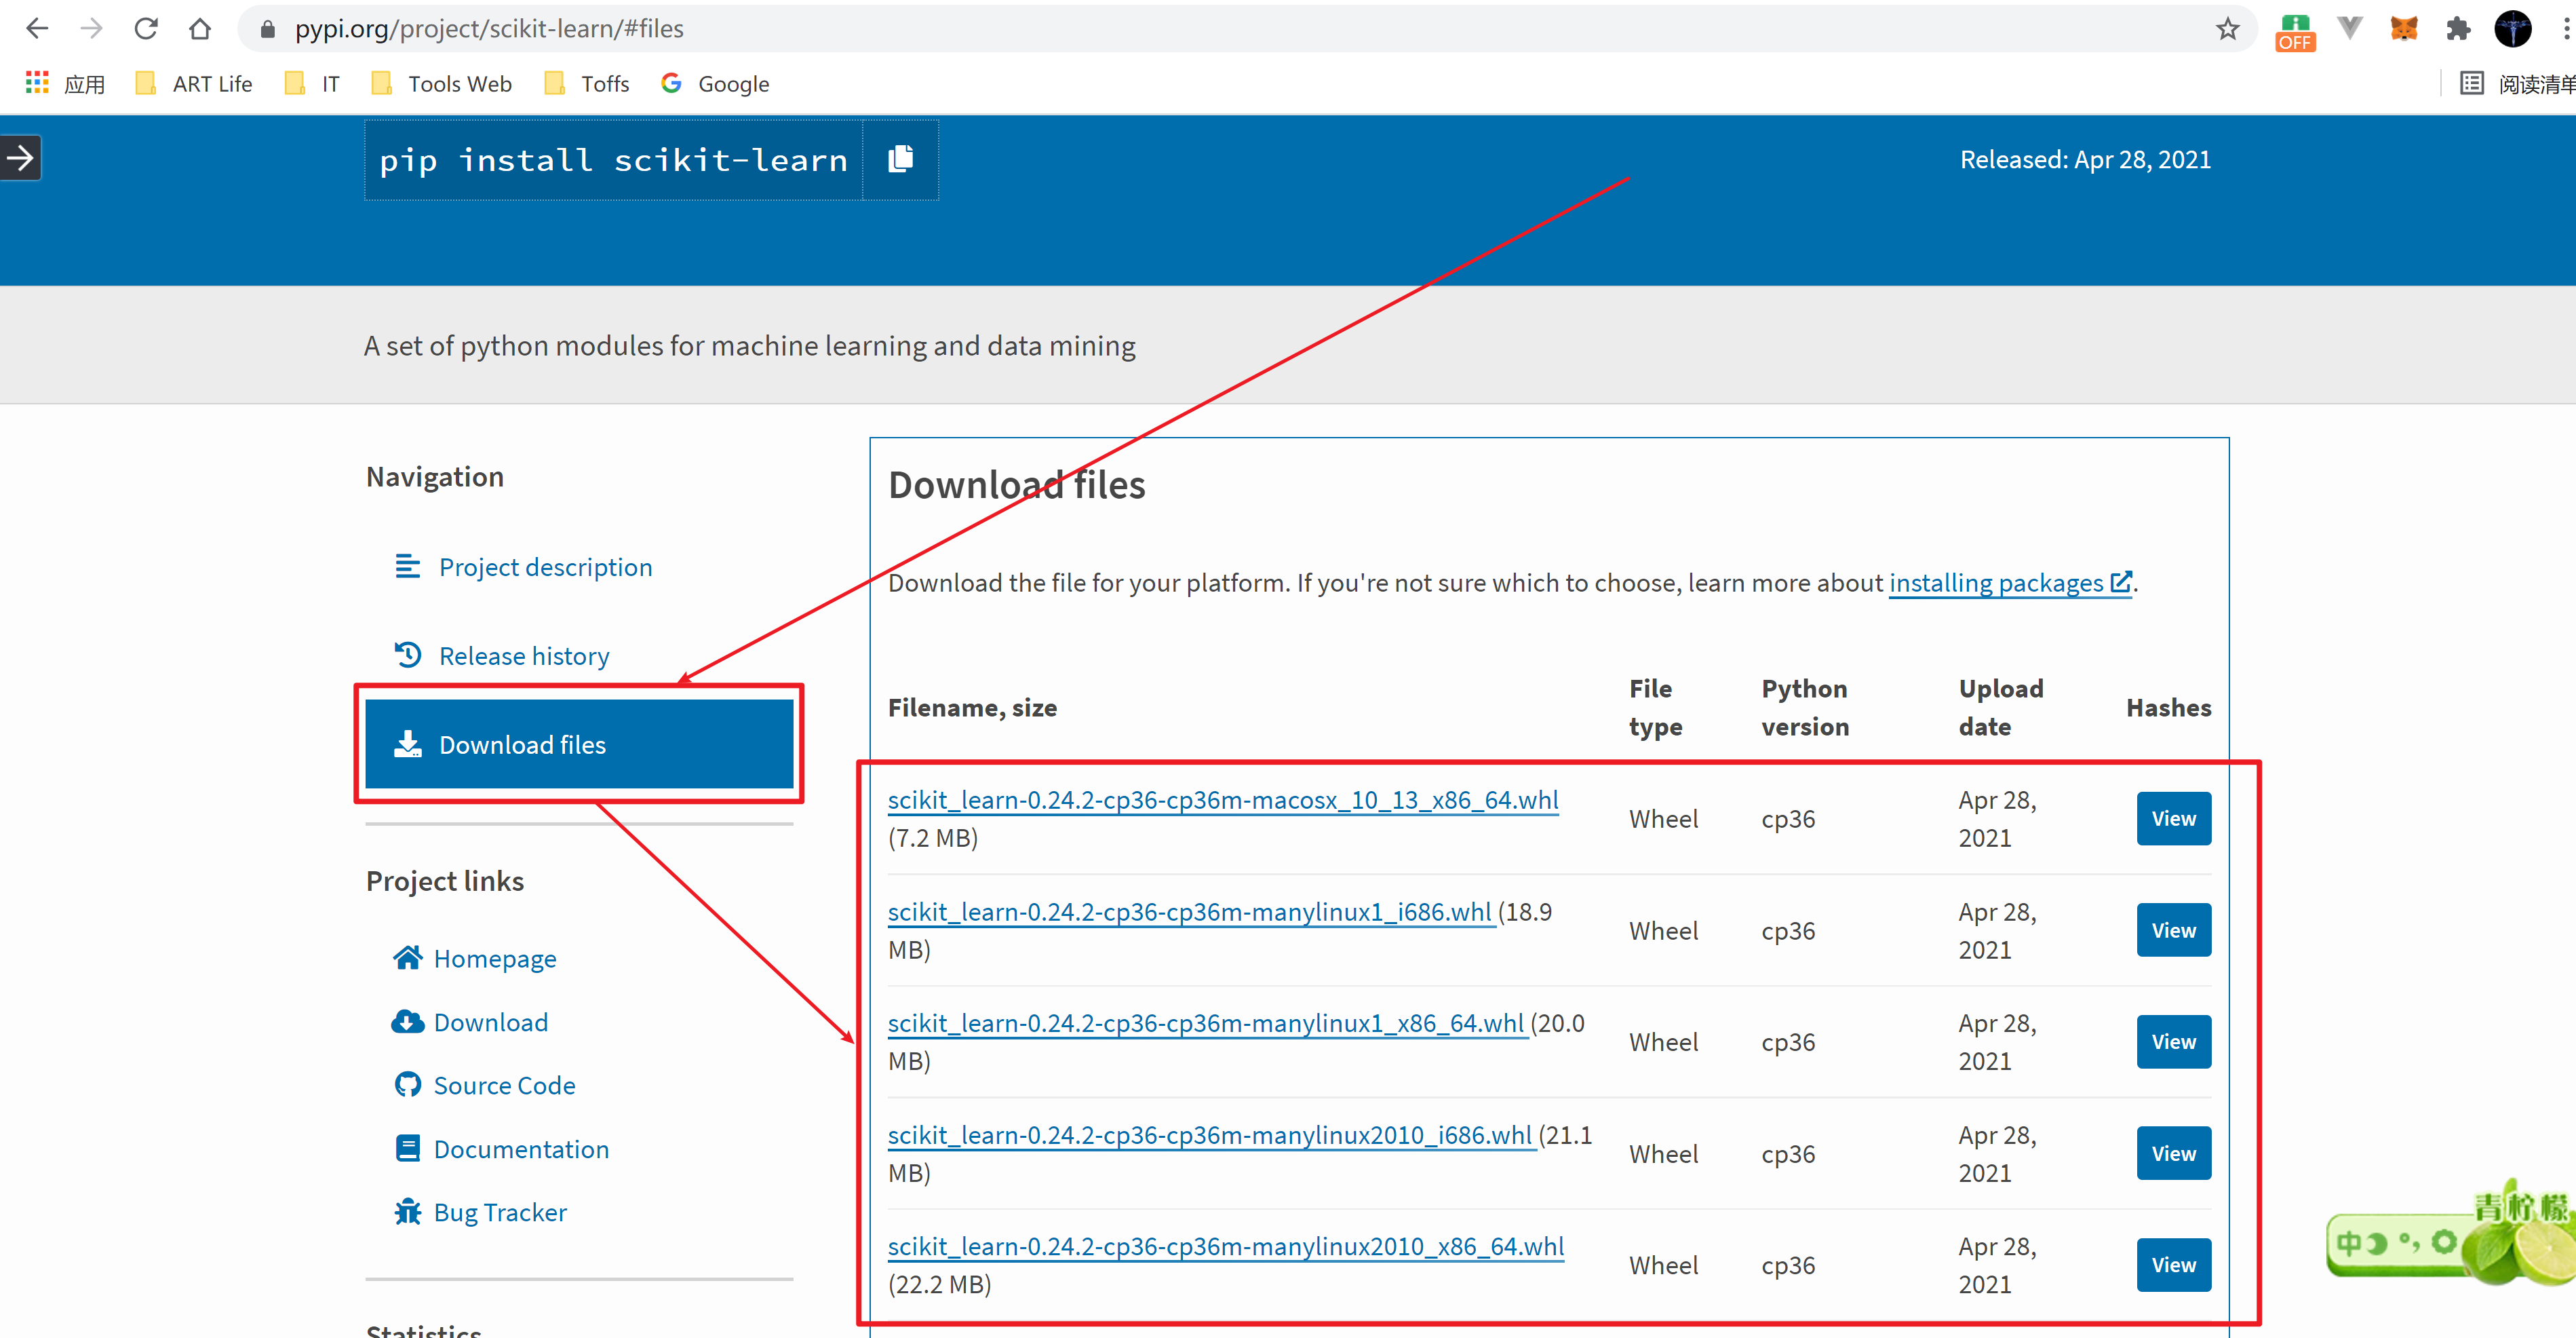 pypi.org/project/scikit-learn/#files
OFF
应用
ART Life
IT
Tools Web
Toffs
Google
阅读清单
pip install scikit-learn
Released: Apr 28, 2021
A set of python modules for machine learning and data mining
Navigation
Project description
Release history
Download files
Project links
Homepage
Download
Source Code
Documentation
Bug Tracker
Statistics
Download files
Download the file for your platform. If you're not sure which to choose, learn more about installing packages.
Filename, size
File type
Python version
Upload date
Hashes
scikit_learn-0.24.2-cp36-cp36m-macosx_10_13_x86_64.whl
(7.2 MB)
Wheel
cp36
Apr 28,
2021
View
scikit_learn-0.24.2-cp36-cp36m-manylinux1_i686.whl (18.9
MB)
Wheel
cp36
Apr 28,
2021
View
scikit_learn-0.24.2-cp36-cp36m-manylinux1_x86_64.whl (20.0
MB)
Wheel
cp36
Apr 28,
2021
View
scikit_learn-0.24.2-cp36-cp36m-manylinux2010_i686.whl (21.1
MB)
Wheel
cp36
Apr 28,
2021
View
scikit_learn-0.24.2-cp36-cp36m-manylinux2010_x86_64.whl
(22.2 MB)
Wheel
cp36
Apr 28,
2021
View
青柠檬
中